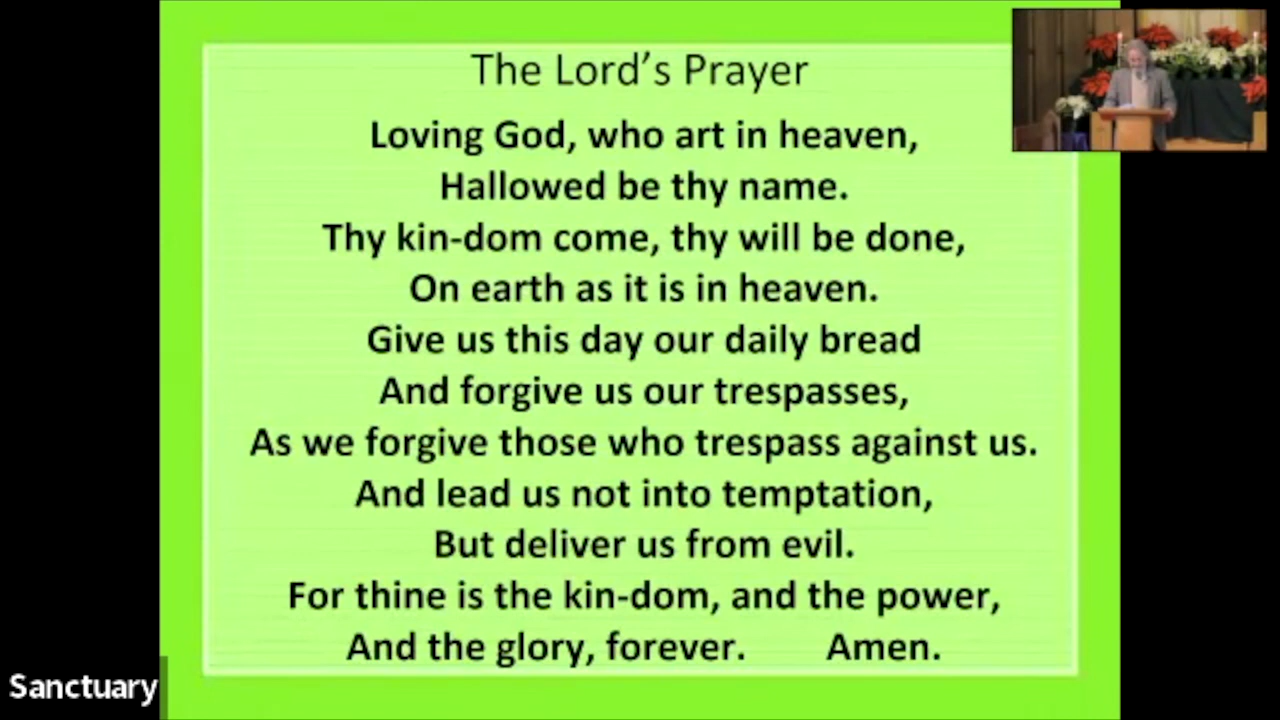 The Lord's Prayer
Loving God, who art in heaven,
Hallowed be thy name.
Thy kin-dom come, thy will be done,
On earth as it is in heaven.
Give us this day our daily bread
And forgive us our trespasses,
As we forgive those who trespass against us.
And lead us not into temptation,
But deliver us from evil.
For thine is the kin-dom, and the power,
And the glory, forever. Amen.
Sanctuary